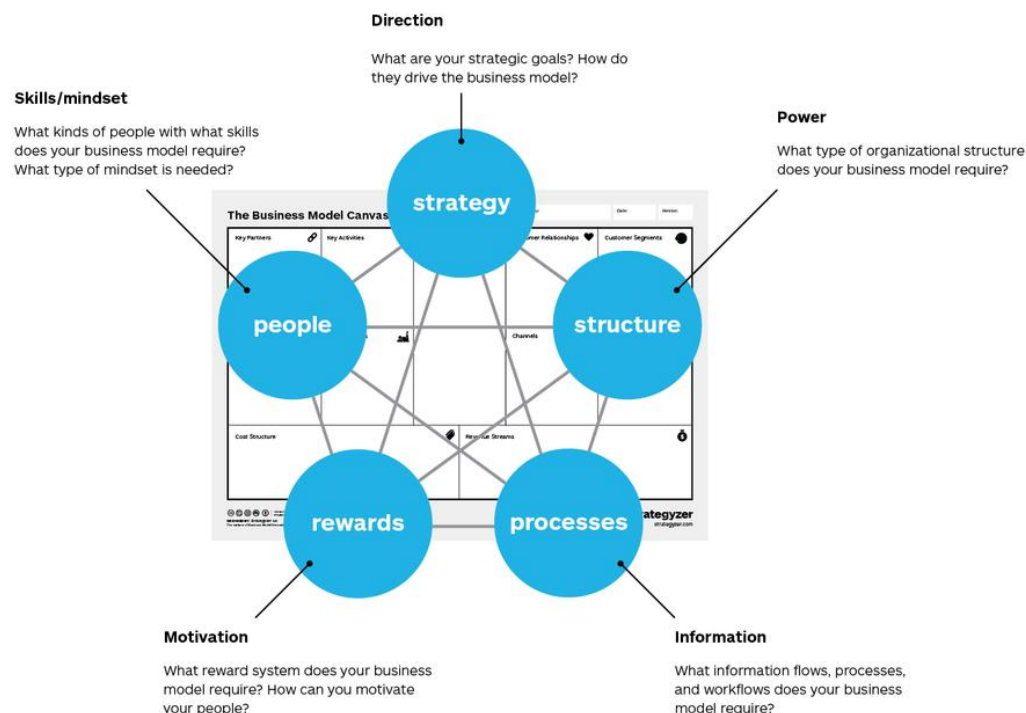 Direction
What are your strategic goals? How do
they drive the business model?
Skills/mindset
What kinds of people with what skills
does your business model require?
What type of mindset is needed?
Power
What type of organizational structure
does your business model require?
strategy
The Business Model Canvas
Date:
Version:
Key Partners
Key Activities
mer Relationships
Customer Segments
people
structure
Channels
Cost Structure
Revenue Streams
rewards
processes
ategyzer
strategyzer.com
Motivation
What reward system does your business
model require? How can you motivate
your people?
Information
What information flows, processes,
and workflows does your business
model require?